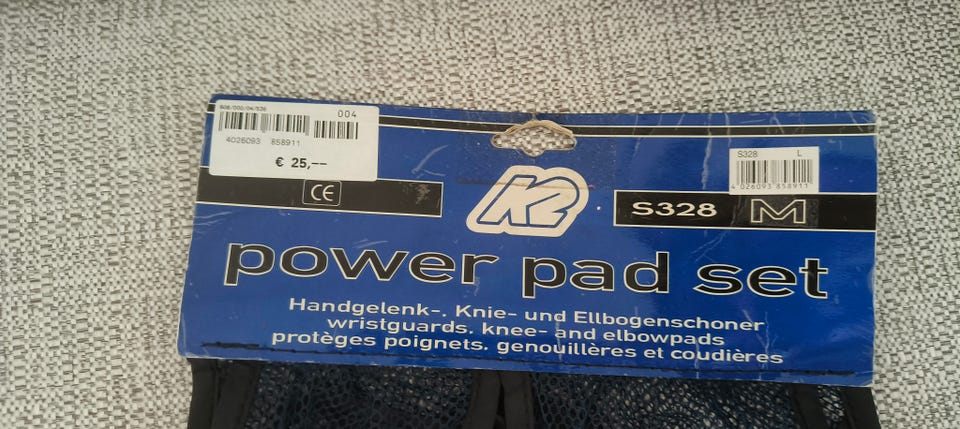 004
4026093 858911
€ 25,--
CE
K2
S328 L
4 026093 858911
S328 M
power pad set
Handgelenk-. Knie- und Ellbogenschoner
wristguards. knee- and elbowpads
protèges poignets. genouillères et coudières